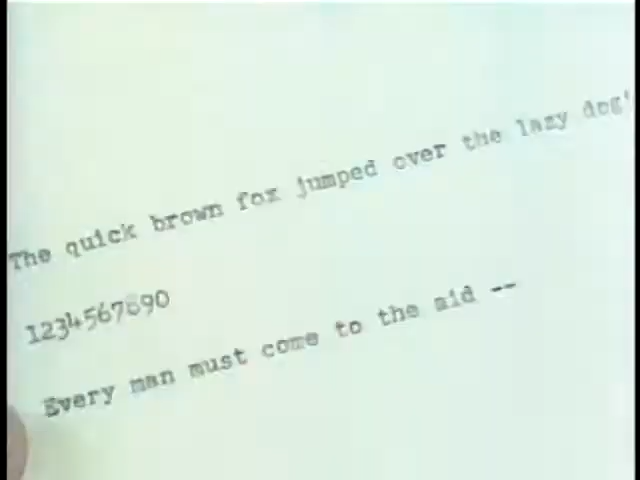 The quick brown fox jumped over the lazy dog'
1234567890
Every man must come to the aid --